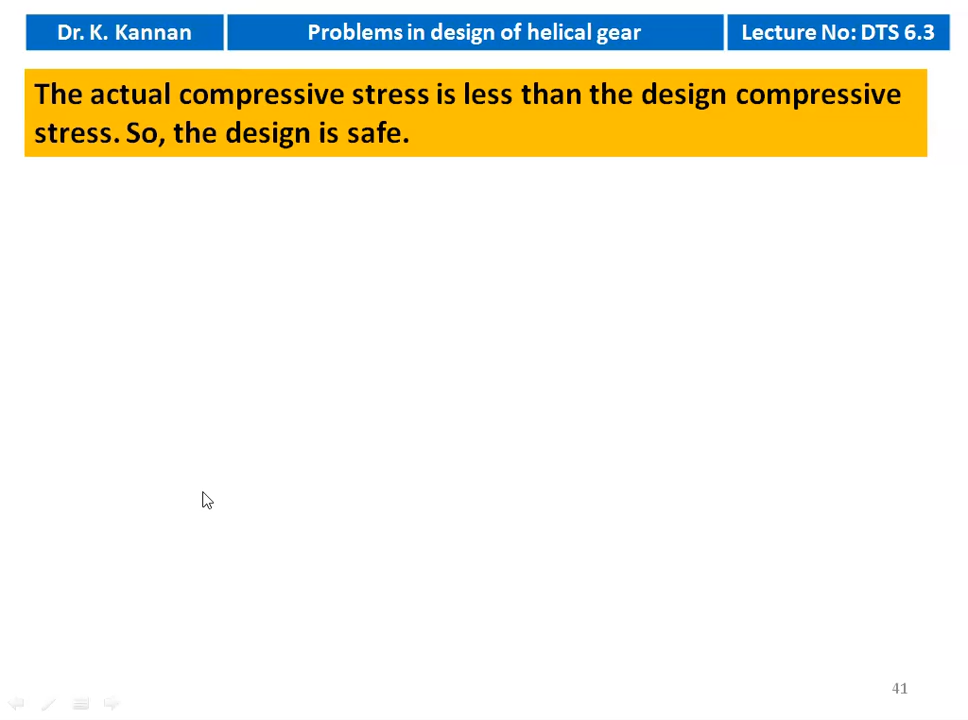 Dr. K. Kannan
Problems in design of helical gear
Lecture No: DTS 6.3
The actual compressive stress is less than the design compressive
stress. So, the design is safe.
41